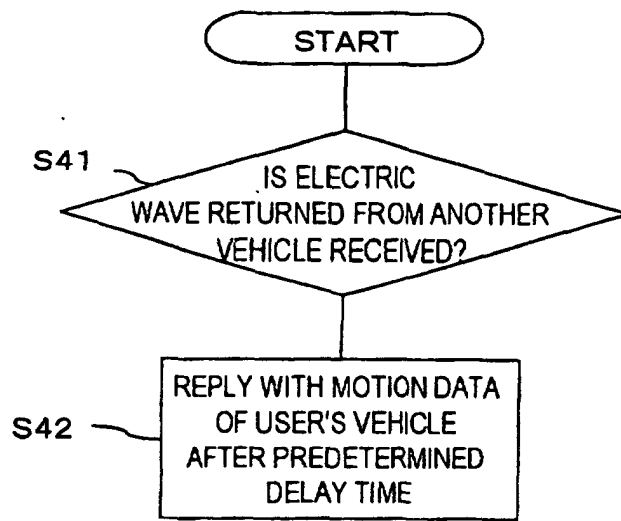 START
S41
IS ELECTRIC
WAVE RETURNED FROM ANOTHER
VEHICLE RECEIVED?
S42
REPLY WITH MOTION DATA
OF USER'S VEHICLE
AFTER PREDETERMINED
DELAY TIME